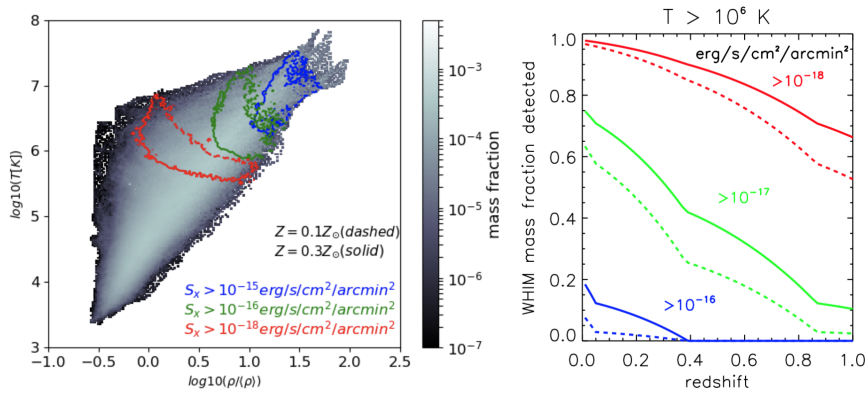 8
7
6
5
4
3
log10(T[K])
Z = 0.1Z⊙(dashed)
Z = 0.3Z⊙(solid)
Sₓ > 10⁻¹⁵erg/s/cm²/arcmin²
Sₓ > 10⁻¹⁶erg/s/cm²/arcmin²
Sₓ > 10⁻¹⁸erg/s/cm²/arcmin²
−1.0 −0.5 0.0 0.5 1.0 1.5 2.0 2.5
log10(ρ/⟨ρ⟩)
10⁻³
10⁻⁴
10⁻⁵
10⁻⁶
10⁻⁷
mass fraction
T > 10⁶ K
erg/s/cm²/arcmin²
>10⁻¹⁸
>10⁻¹⁷
>10⁻¹⁶
1.0
0.8
0.6
0.4
0.2
0.0
WHIM mass fraction detected
0.0 0.2 0.4 0.6 0.8 1.0
redshift